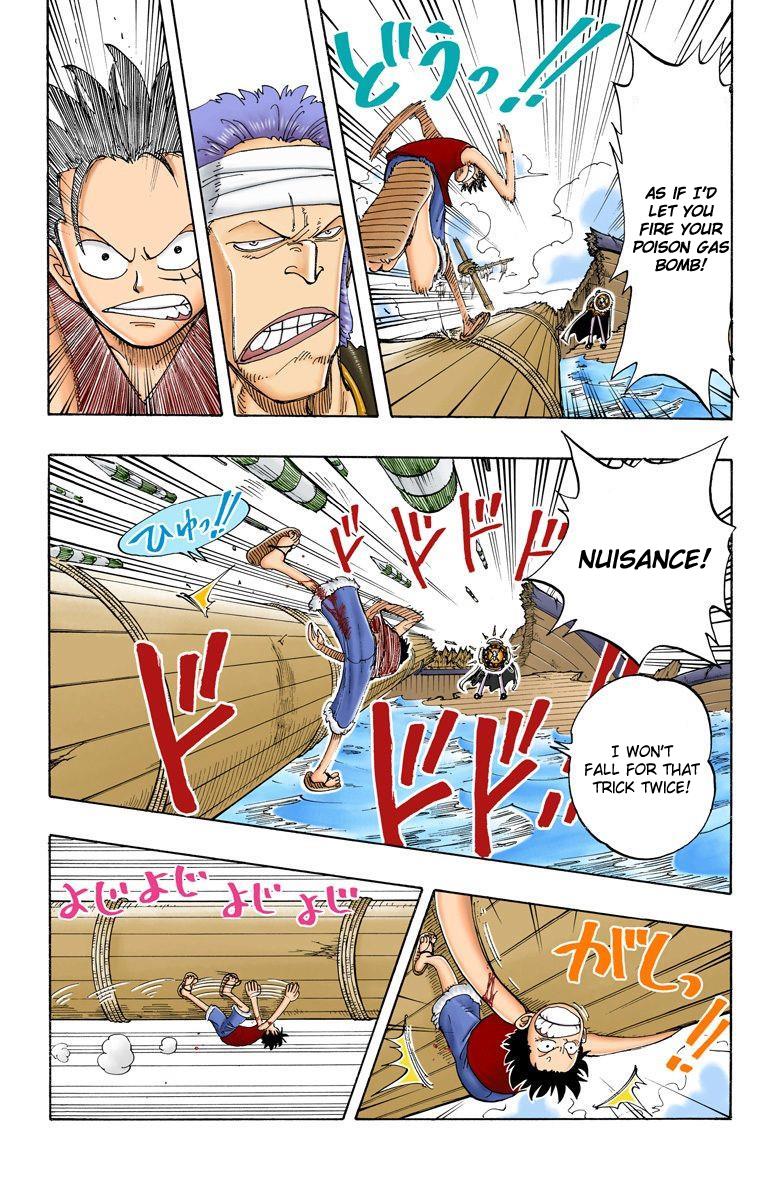 どうっ!!
AS IF I'D
LET YOU
FIRE YOUR
POISON GAS
BOMB!
ひゅっ!!
ドドドド
NUISANCE!
ド
ドドド
I WON'T
FALL FOR THAT
TRICK TWICE!
よじよじ よじよじ
がしっ!!